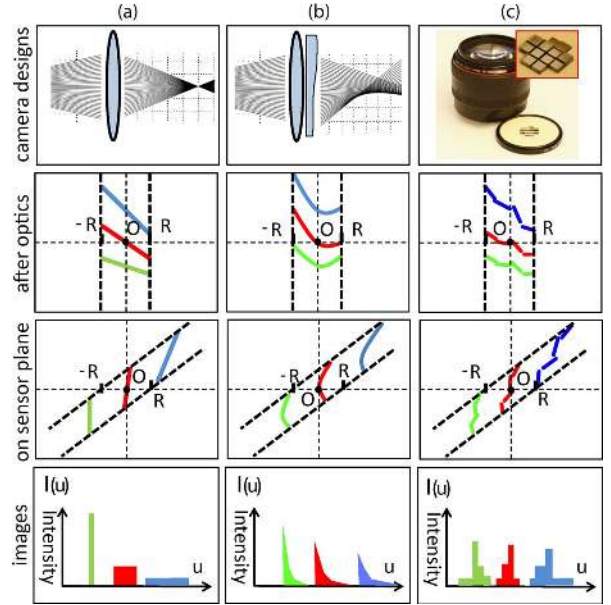 (a) (b) (c)
camera designs
after optics
- R O R
- R O R
- R O R
on sensor plane
- R O R
- R O R
- R O R
images
I(u) I(u) I(u)
Intensity Intensity Intensity
u u u